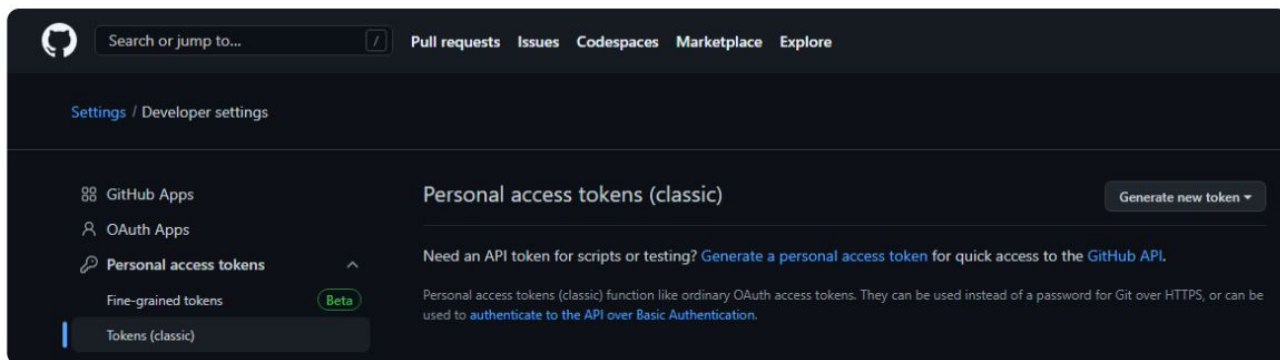 Search or jump to... /
Pull requests Issues Codespaces Marketplace Explore
Settings / Developer settings
GitHub Apps
OAuth Apps
Personal access tokens
Fine-grained tokens Beta
Tokens (classic)
Personal access tokens (classic)
Generate new token
Need an API token for scripts or testing? Generate a personal access token for quick access to the GitHub API.
Personal access tokens (classic) function like ordinary OAuth access tokens. They can be used instead of a password for Git over HTTPS, or can be
used to authenticate to the API over Basic Authentication.